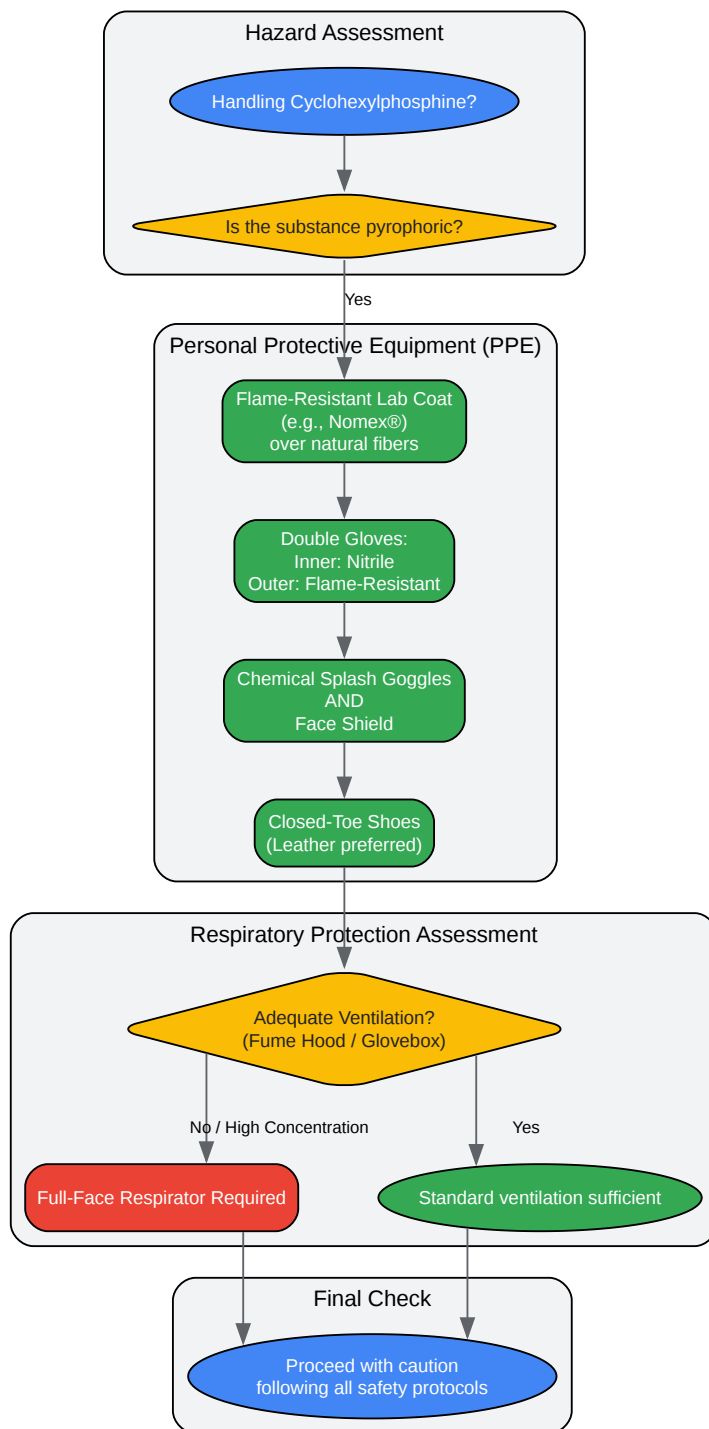 Hazard Assessment
Handling Cyclohexylphosphine?
Is the substance pyrophoric?
Yes
Personal Protective Equipment (PPE)
Flame-Resistant Lab Coat
(e.g., Nomex®)
over natural fibers
Double Gloves:
Inner: Nitrile
Outer: Flame-Resistant
Chemical Splash Goggles
AND
Face Shield
Closed-Toe Shoes
(Leather preferred)
Respiratory Protection Assessment
Adequate Ventilation?
(Fume Hood / Glovebox)
No / High Concentration
Yes
Full-Face Respirator Required
Standard ventilation sufficient
Final Check
Proceed with caution
following all safety protocols